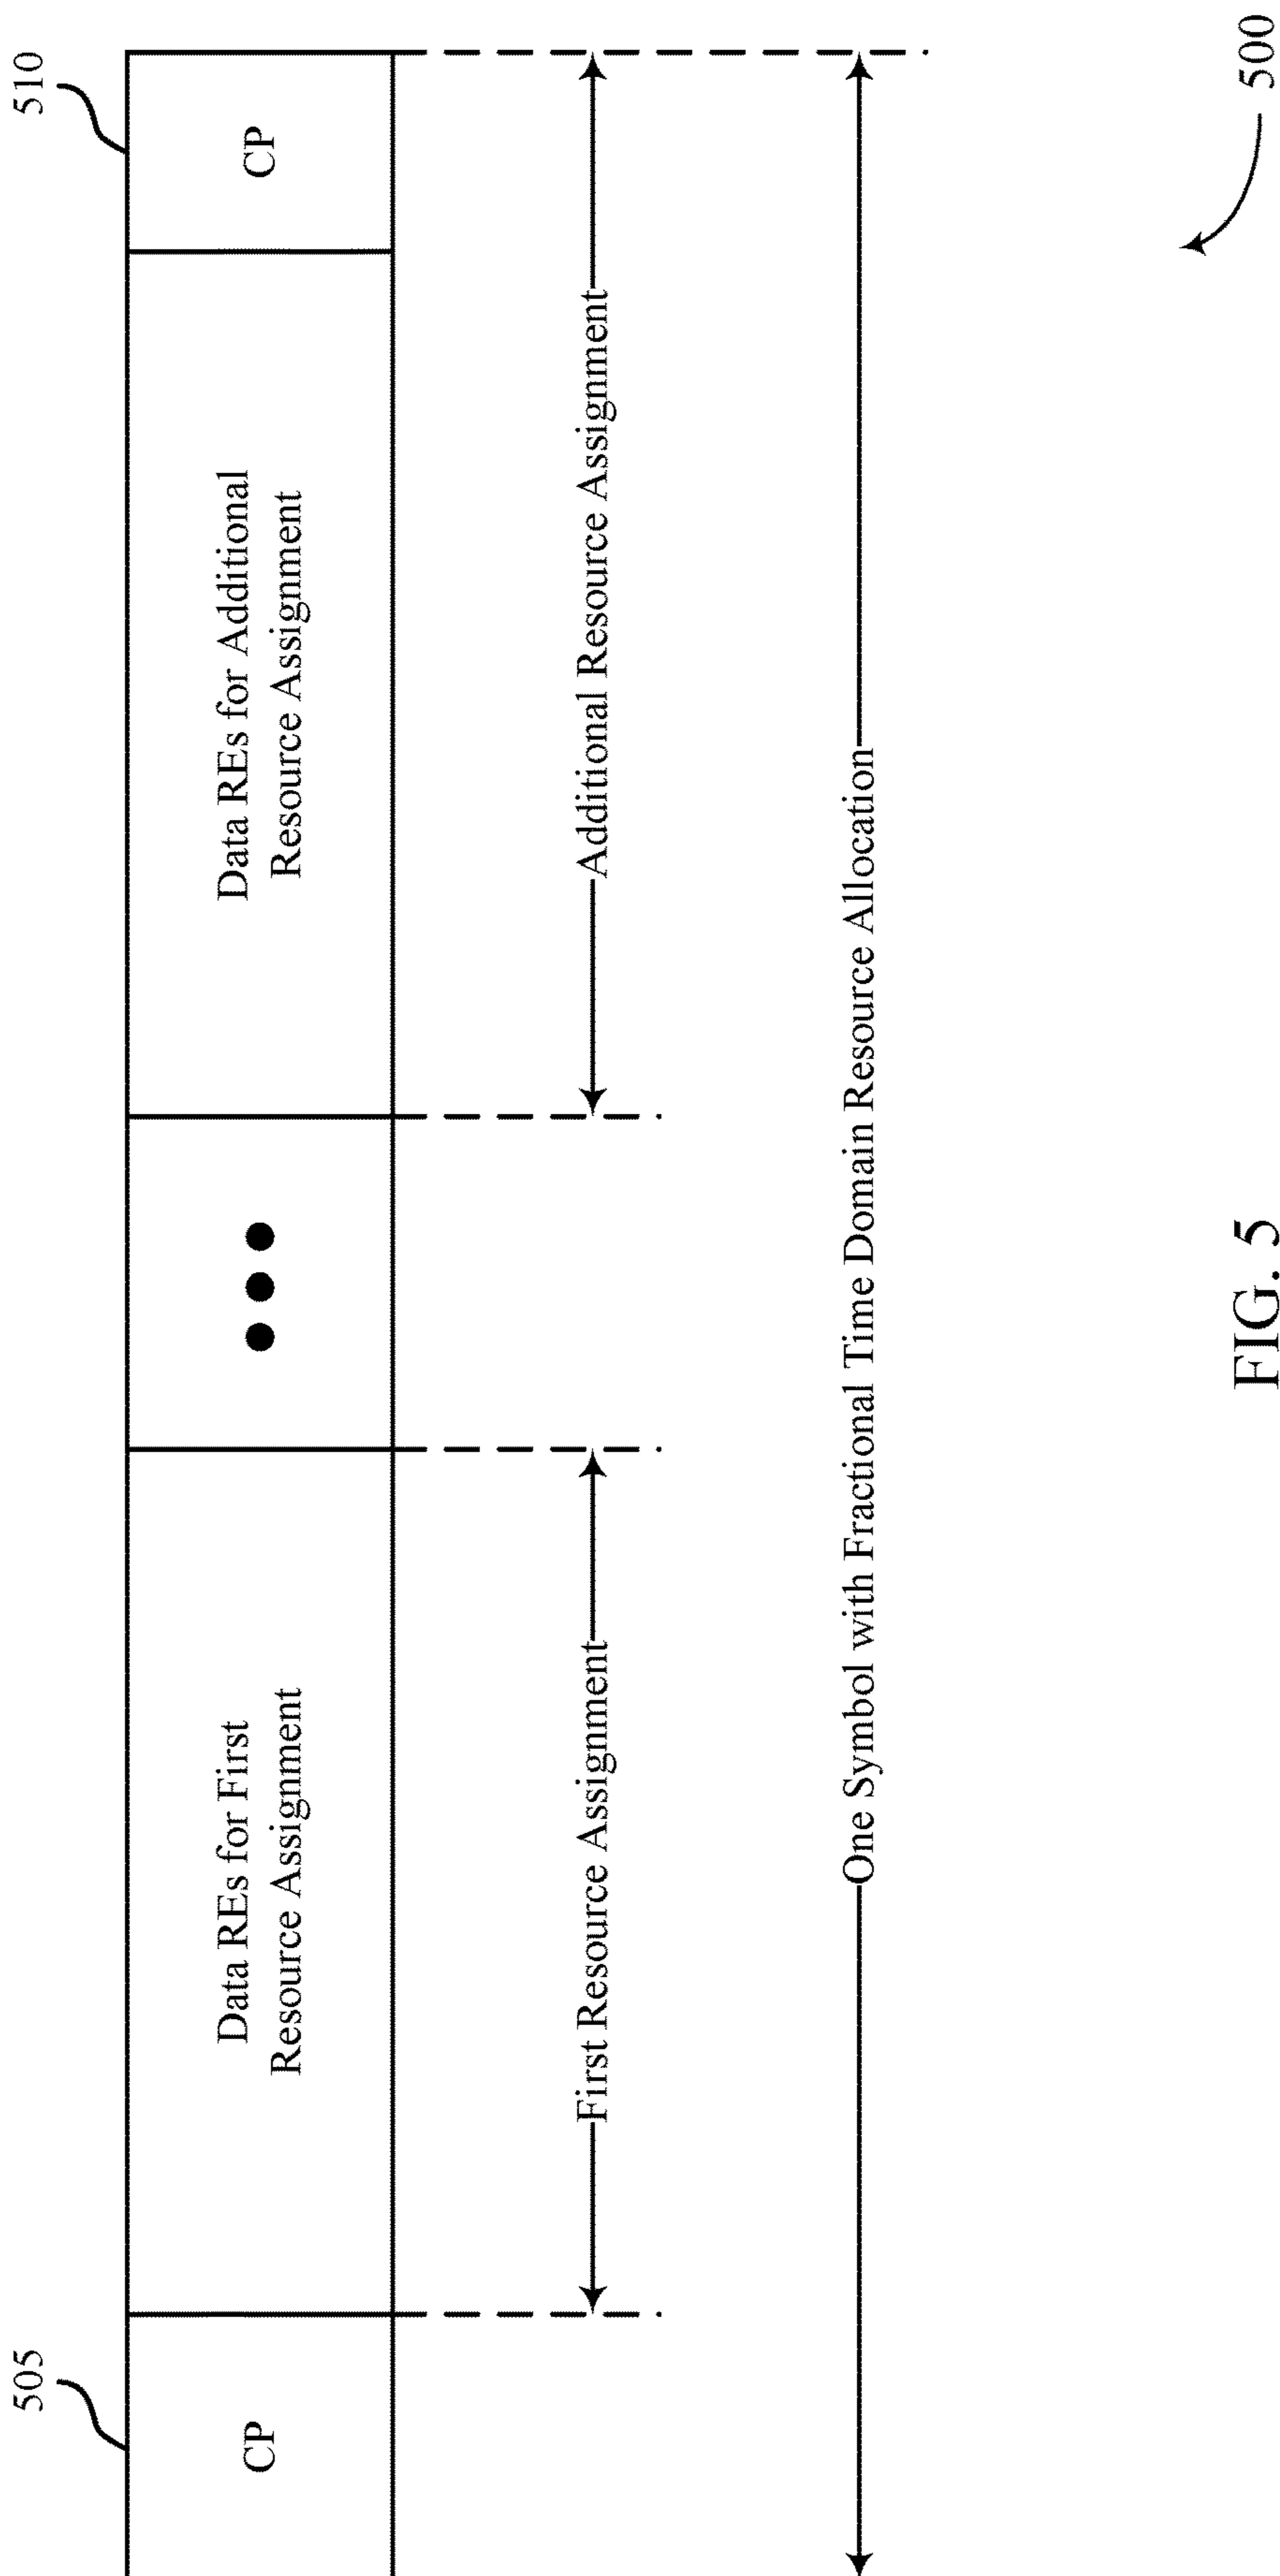 505
510
CP
Data REs for First
Resource Assignment
Data REs for Additional
Resource Assignment
CP
First Resource Assignment
Additional Resource Assignment
One Symbol with Fractional Time Domain Resource Allocation
500
FIG. 5